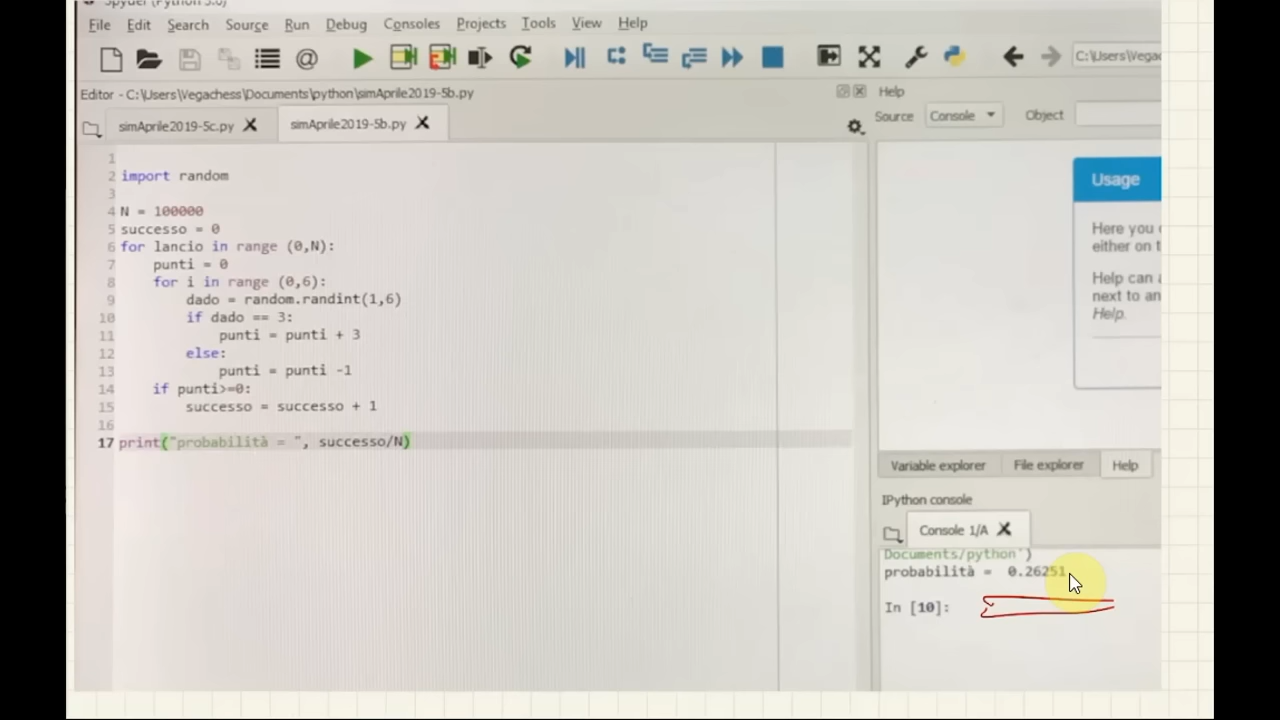 Spyder (Python 3.6)
File Edit Search Source Run Debug Consoles Projects Tools View Help
C:\Users\Vegac
Editor - C:\Users\Vegachess\Documents\python\simAprile2019-5b.py
Help
simAprile2019-5c.py
simAprile2019-5b.py
Source Console Object
1
2 import random
3
4 N = 100000
5 successo = 0
6 for lancio in range (0,N):
7 punti = 0
8 for i in range (0,6):
9 dado = random.randint(1,6)
10 if dado == 3:
11 punti = punti + 3
12 else:
13 punti = punti -1
14 if punti>=0:
15 successo = successo + 1
16
17 print("probabilità = ", successo/N)
Usage
Here you
either on t
Help can
next to an
Help.
Variable explorer File explorer Help
IPython console
Console 1/A
Documents/python')
probabilità = 0.26251
In [10]: